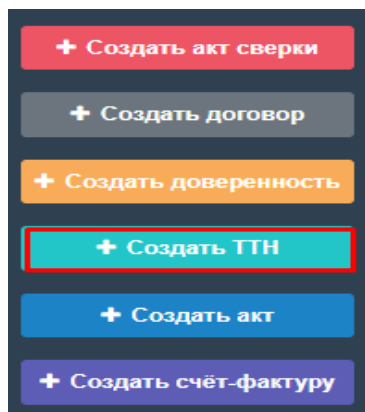 + Создать акт сверки
+ Создать договор
+ Создать доверенность
+ Создать ТТН
+ Создать акт
+ Создать счёт-фактуру